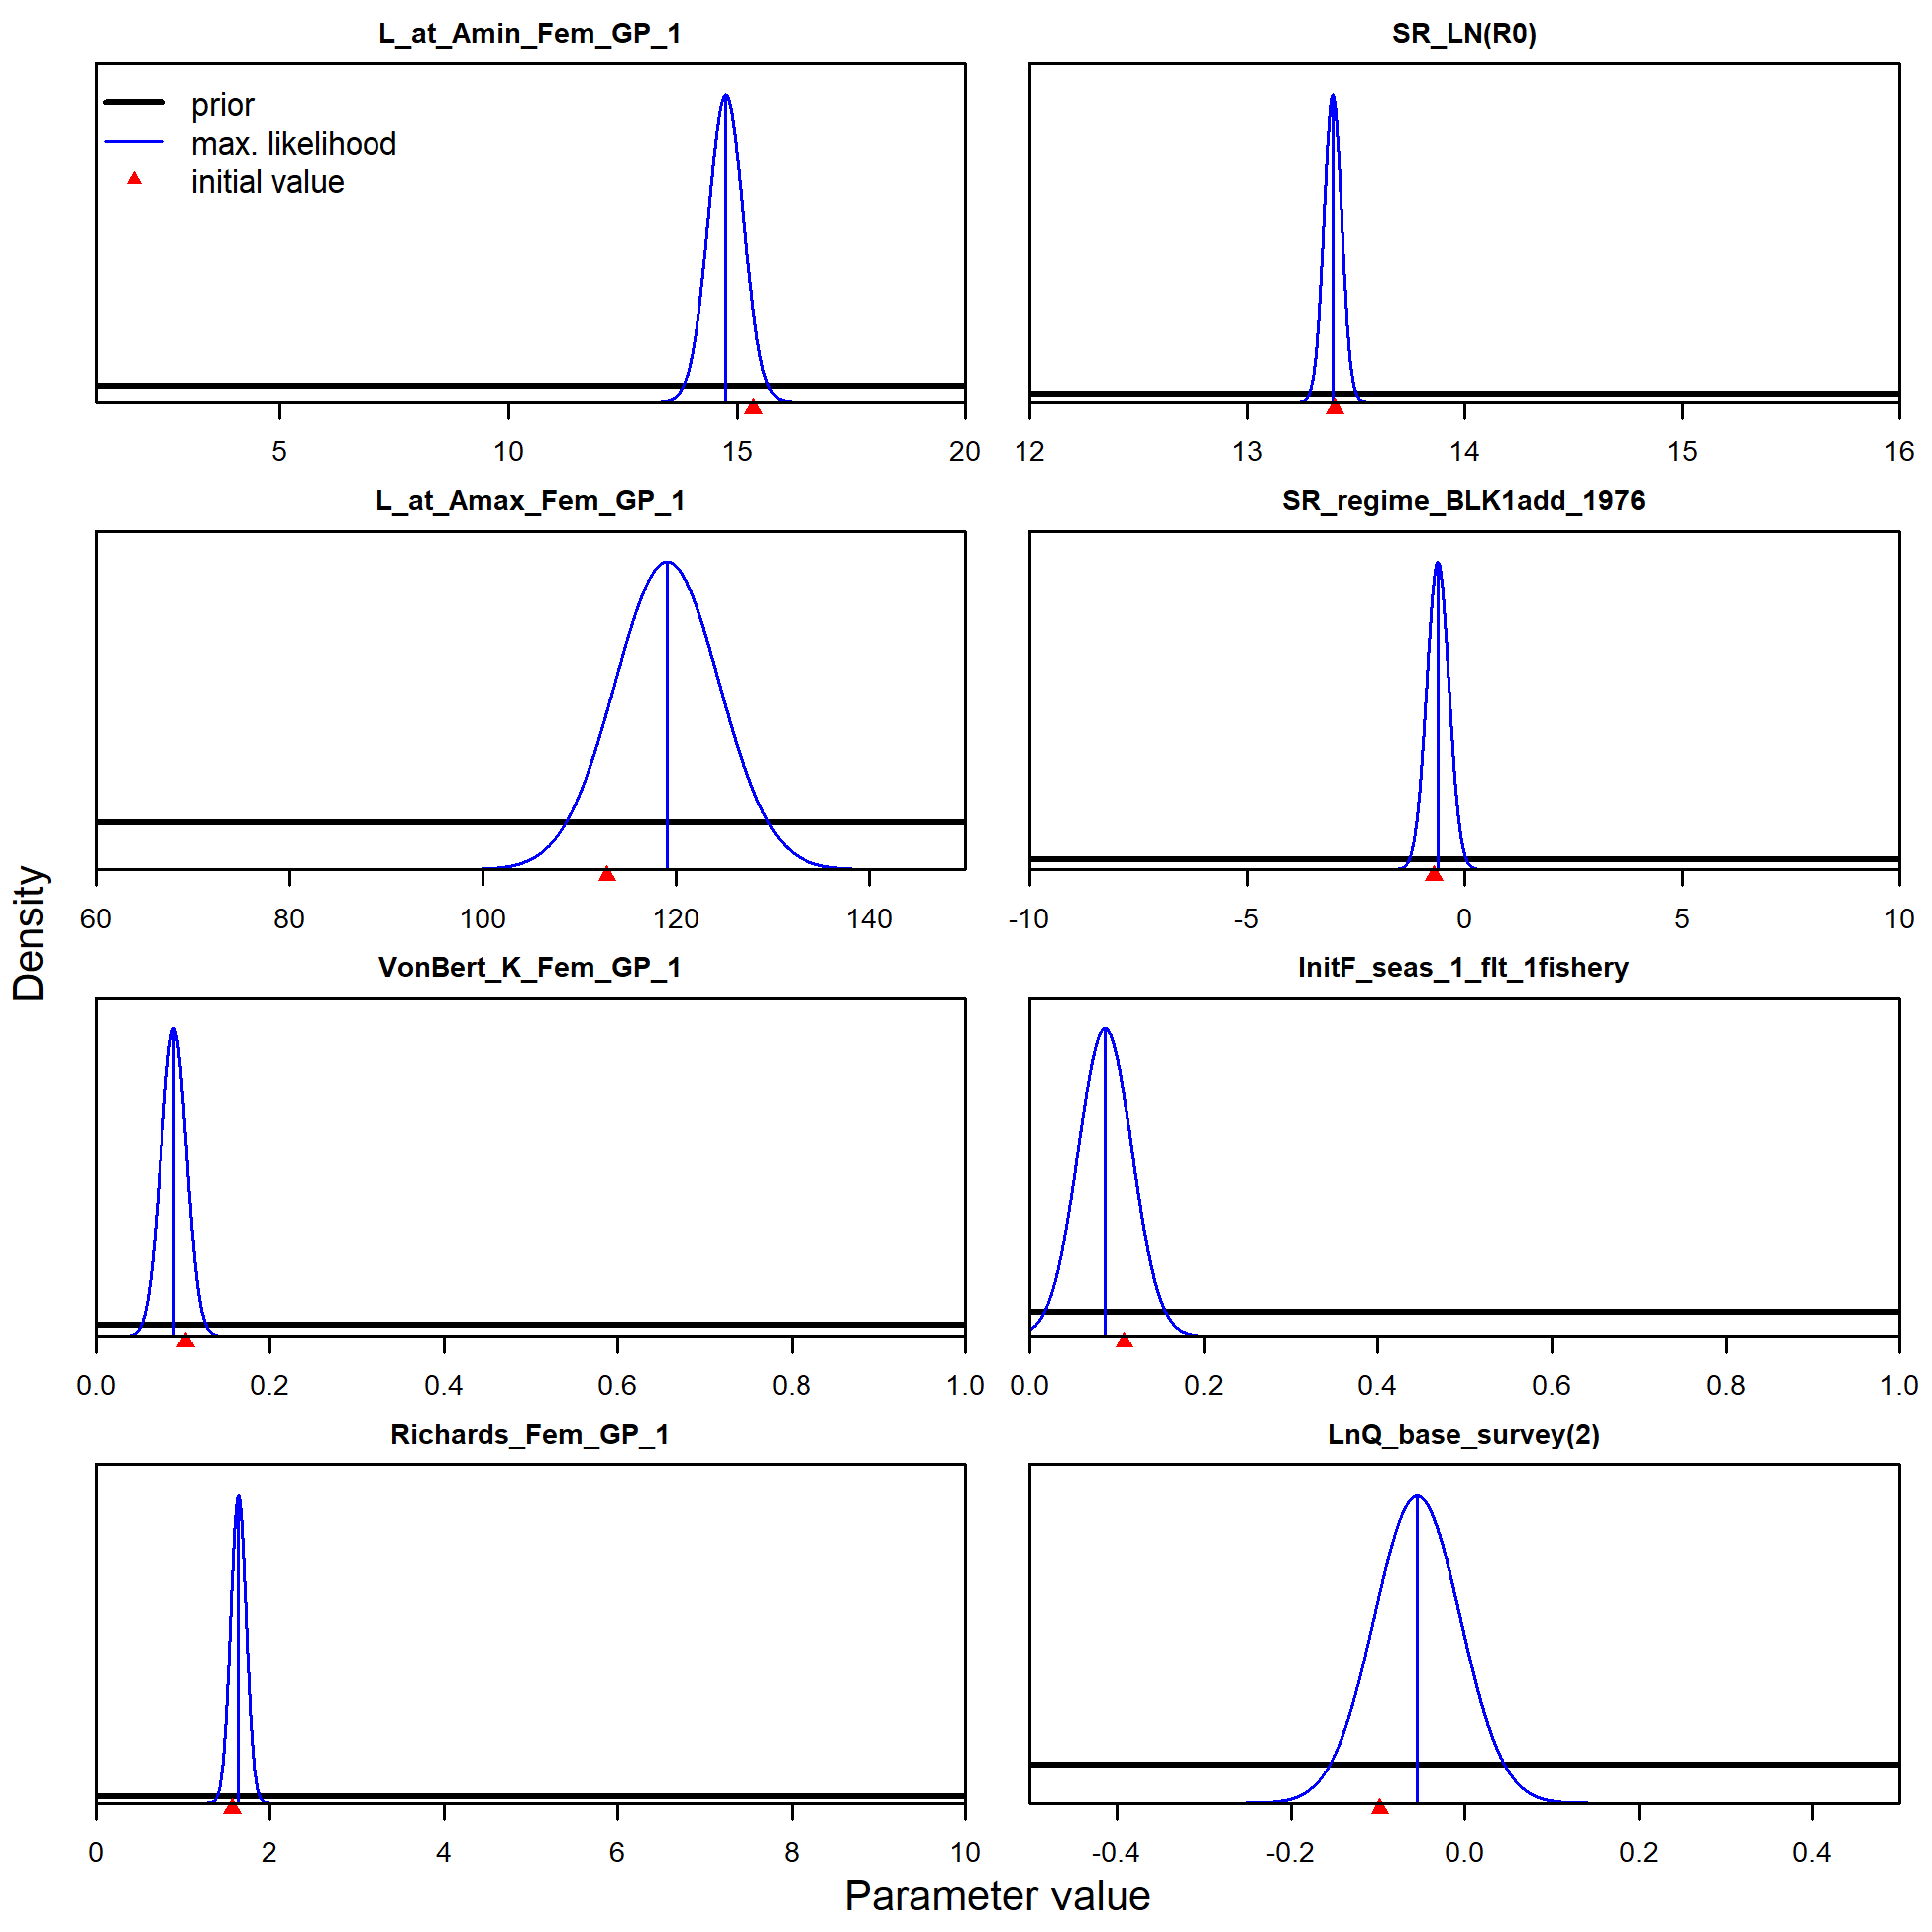 L_at_Amin_Fem_GP_1
prior
max. likelihood
initial value
5 10 15 20
SR_LN(R0)
12 13 14 15 16
L_at_Amax_Fem_GP_1
60 80 100 120 140
SR_regime_BLK1add_1976
-10 -5 0 5 10
VonBert_K_Fem_GP_1
0.0 0.2 0.4 0.6 0.8 1.0
InitF_seas_1_flt_1fishery
0.0 0.2 0.4 0.6 0.8 1.0
Richards_Fem_GP_1
0 2 4 6 8 10
LnQ_base_survey(2)
-0.4 -0.2 0.0 0.2 0.4
Density
Parameter value